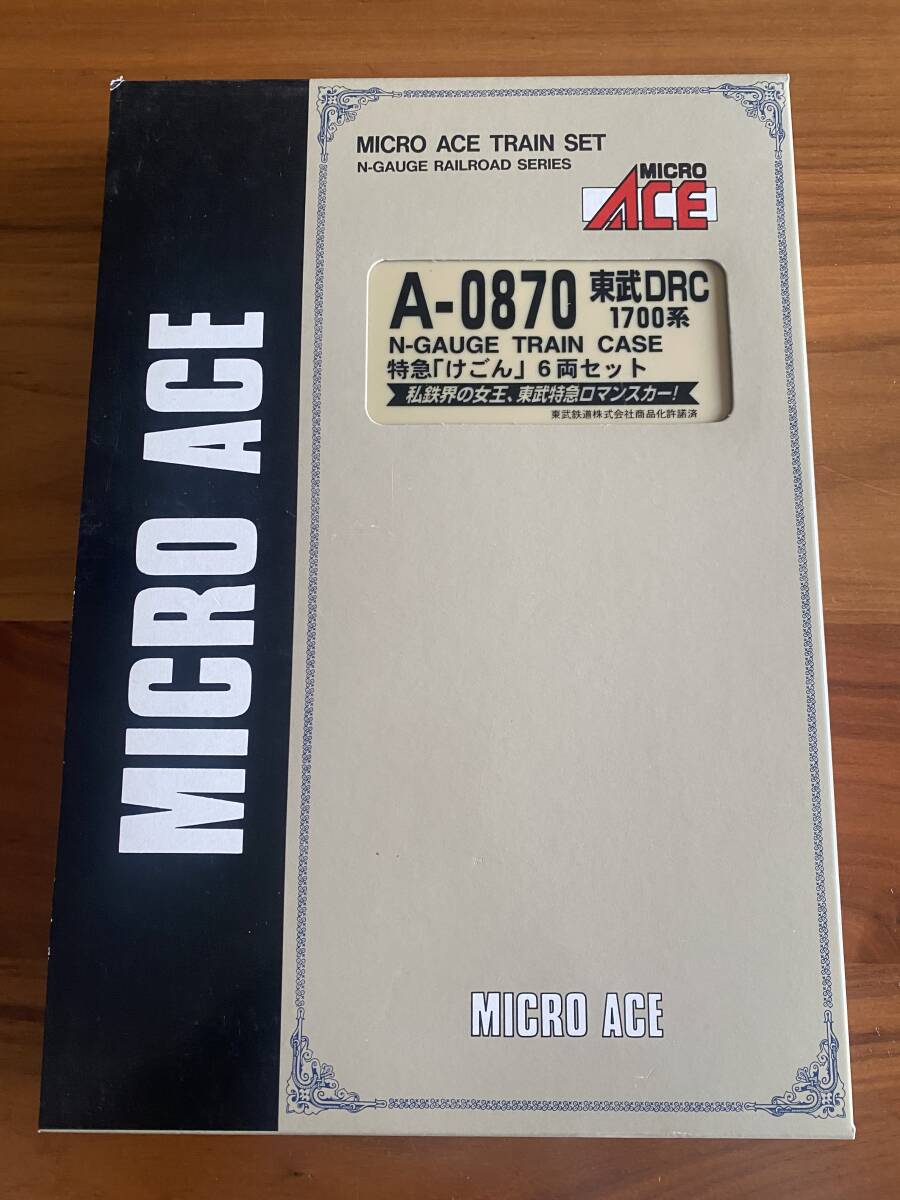 MICRO ACE
MICRO ACE TRAIN SET
N-GAUGE RAILROAD SERIES
MICRO
ACE
A-0870 東武DRC
1700系
N-GAUGE TRAIN CASE
特急「けごん」6両セット
私鉄界の女王、東武特急ロマンスカー!
東武鉄道株式会社商品化許諾済
MICRO ACE